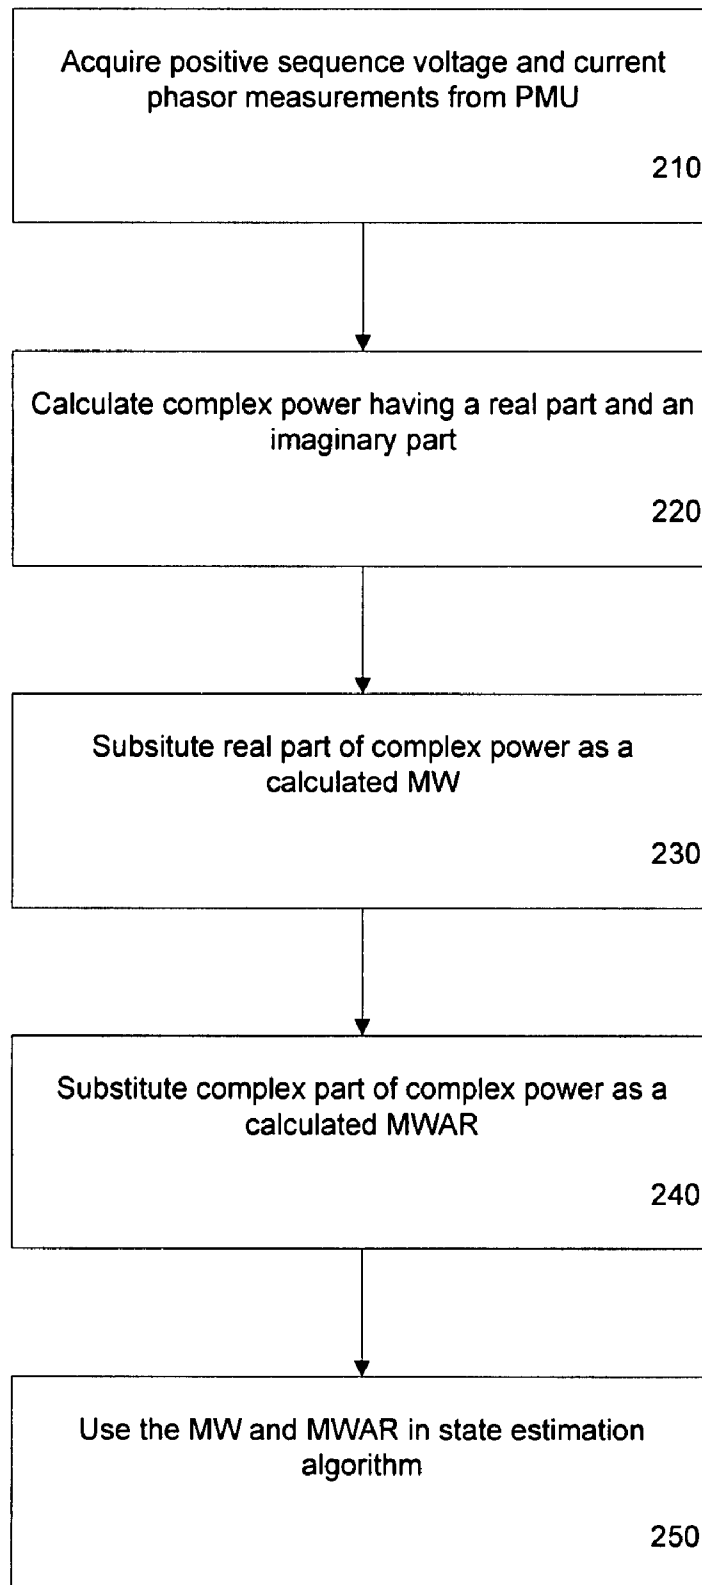 Acquire positive sequence voltage and current
phasor measurements from PMU
210
Calculate complex power having a real part and an
imaginary part
220
Subsitute real part of complex power as a
calculated MW
230
Substitute complex part of complex power as a
calculated MWAR
240
Use the MW and MWAR in state estimation
algorithm
250